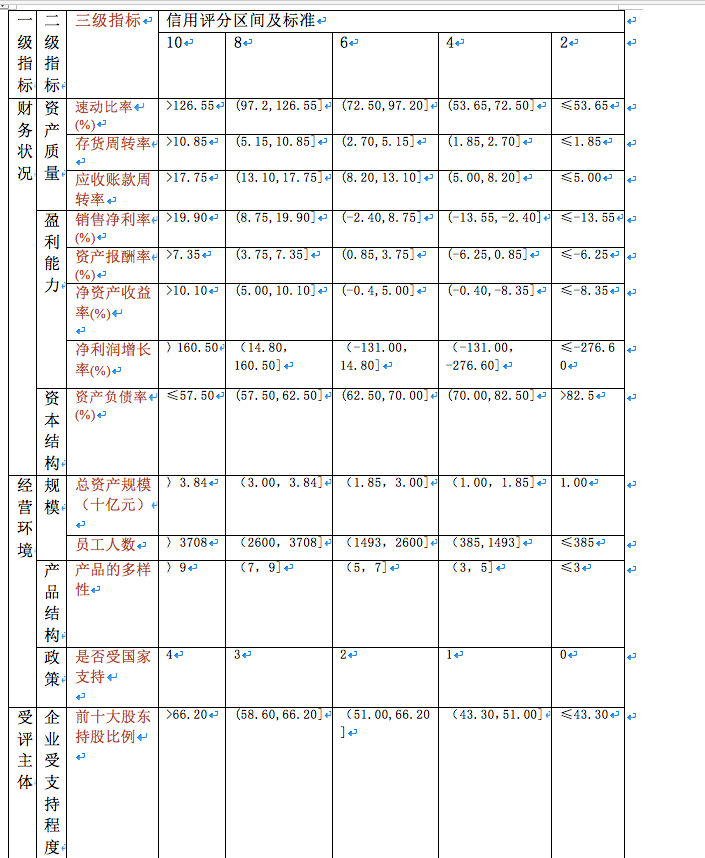 一级指标 二级指标 三级指标 信用评分区间及标准
10 8 6 4 2
财务状况 资产质量 速动比率(%) >126.55 (97.2,126.55] (72.50,97.20] (53.65,72.50] ≤53.65
存货周转率 >10.85 (5.15,10.85] (2.70,5.15] (1.85,2.70] ≤1.85
应收账款周转率 >17.75 (13.10,17.75] (8.20,13.10] (5.00,8.20] ≤5.00
盈利能力 销售净利率(%) >19.90 (8.75,19.90] (-2.40,8.75] (-13.55,-2.40] ≤-13.55
资产报酬率(%) >7.35 (3.75,7.35] (0.85,3.75] (-6.25,0.85] ≤-6.25
净资产收益率(%) >10.10 (5.00,10.10] (-0.4,5.00] (-0.40,-8.35] ≤-8.35
净利润增长率(%) 〉160.50 （14.80，160.50] （-131.00，14.80] （-131.00，-276.60] ≤-276.60
资本结构 资产负债率(%) ≤57.50 (57.50,62.50] (62.50,70.00] (70.00,82.50] >82.5
经营环境 规模 总资产规模（十亿元） 〉3.84 （3.00，3.84] （1.85，3.00] （1.00，1.85] 1.00
员工人数 〉3708 （2600，3708] （1493，2600] （385,1493] ≤385
产品结构 产品的多样性 〉9 （7，9] （5，7] （3，5] ≤3
政策 是否受国家支持 4 3 2 1 0
受评主体 企业受支持程度 前十大股东持股比例 >66.20 (58.60,66.20] （51.00,66.20] （43.30,51.00] ≤43.30